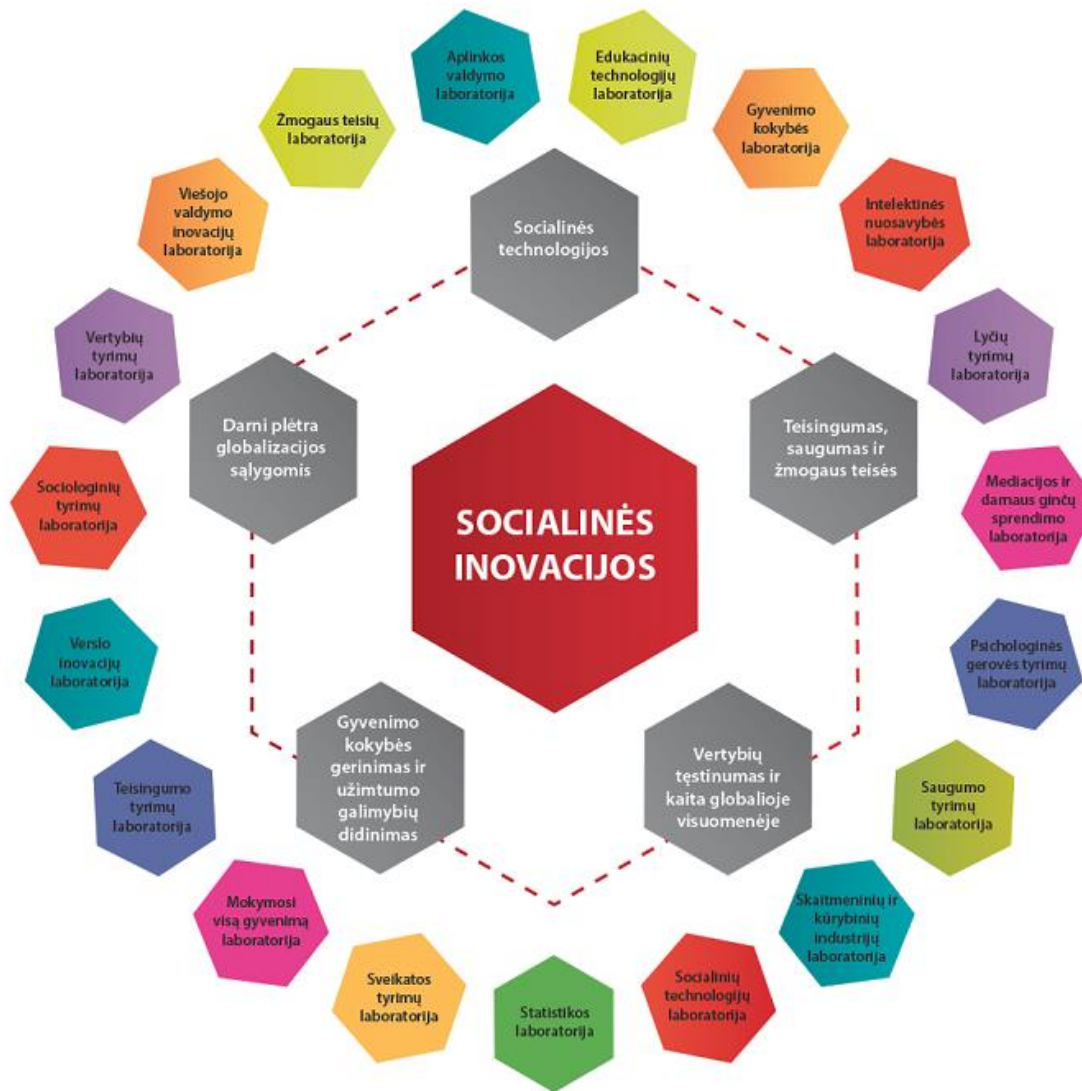 Aplinkos
valdymo
laboratorija
Edukacinių
technologijų
laboratorija
Žmogaus teisių
laboratorija
Gyvenimo
kokybės
laboratorija
Viešojo
valdymo
inovacijų
laboratorija
Intelektinės
nuosavybės
laboratorija
Socialinės
technologijos
Vertybių
tyrimų
laboratorija
Lyčių
tyrimų
laboratorija
Darni plėtra
globalizacijos
sąlygomis
Teisingumas,
saugumas ir
žmogaus teisės
Sociologinių
tyrimų
laboratorija
Mediacijos ir
darnaus ginčų
sprendimo
laboratorija
SOCIALINĖS
INOVACIJOS
Verslo
inovacijų
laboratorija
Psichologinės
gerovės tyrimų
laboratorija
Gyvenimo
kokybės
gerinimas ir
užimtumo
galimybių
didinimas
Vertybių
tęstinumas ir
kaita globalioje
visuomenėje
Teisingumo
tyrimų
laboratorija
Saugumo
tyrimų
laboratorija
Mokymosi
visą gyvenimą
laboratorija
Skaitmeninių ir
kūrybinių
industrijų
laboratorija
Sveikatos
tyrimų
laboratorija
Statistikos
laboratorija
Socialinių
technologijų
laboratorija